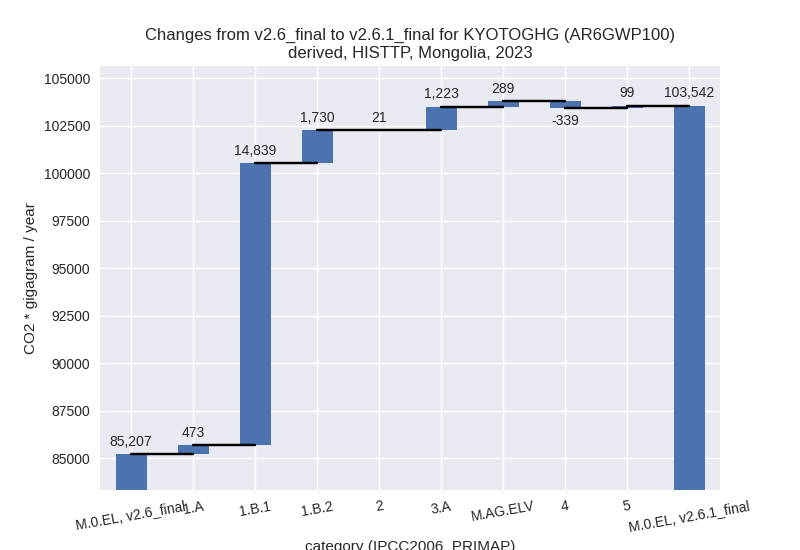 Changes from v2.6_final to v2.6.1_final for KYOTOGHG (AR6GWP100)
derived, HISTTP, Mongolia, 2023
CO2 * gigagram / year
105000
102500
100000
97500
95000
92500
90000
87500
85000
85,207
473
14,839
1,730
21
1,223
289
-339
99
103,542
M.0.EL, v2.6_final
1.A
1.B.1
1.B.2
2
3.A
M.AG.ELV
4
5
M.0.EL, v2.6.1_final
category (IPCC2006_PRIMAP)